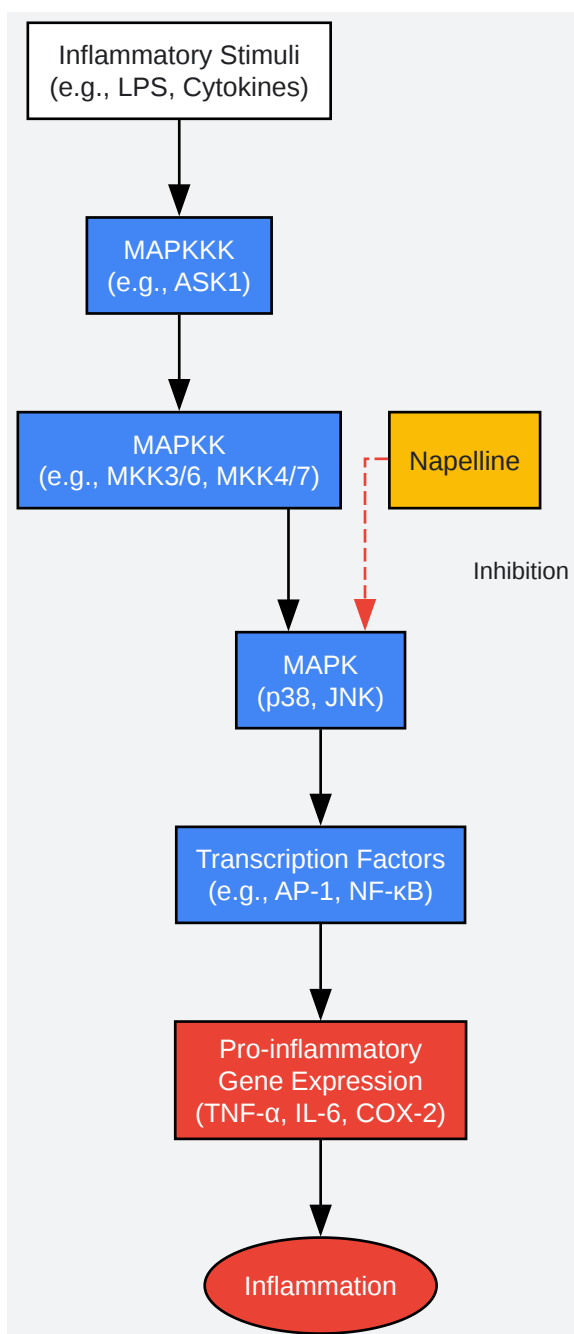 Inflammatory Stimuli
(e.g., LPS, Cytokines)
MAPKKK
(e.g., ASK1)
MAPKK
(e.g., MKK3/6, MKK4/7)
Napelline
Inhibition
MAPK
(p38, JNK)
Transcription Factors
(e.g., AP-1, NF-κB)
Pro-inflammatory
Gene Expression
(TNF-α, IL-6, COX-2)
Inflammation